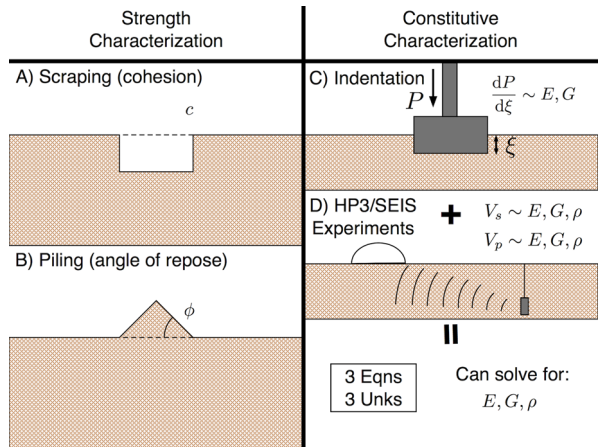 Strength
Characterization
A) Scraping (cohesion)
c
B) Piling (angle of repose)
ϕ
Constitutive
Characterization
C) Indentation
P
dP/dξ ∼ E, G
ξ
D) HP3/SEIS
Experiments
+
V_s ∼ E, G, ρ
V_p ∼ E, G, ρ
=
3 Eqns
3 Unks
Can solve for:
E, G, ρ